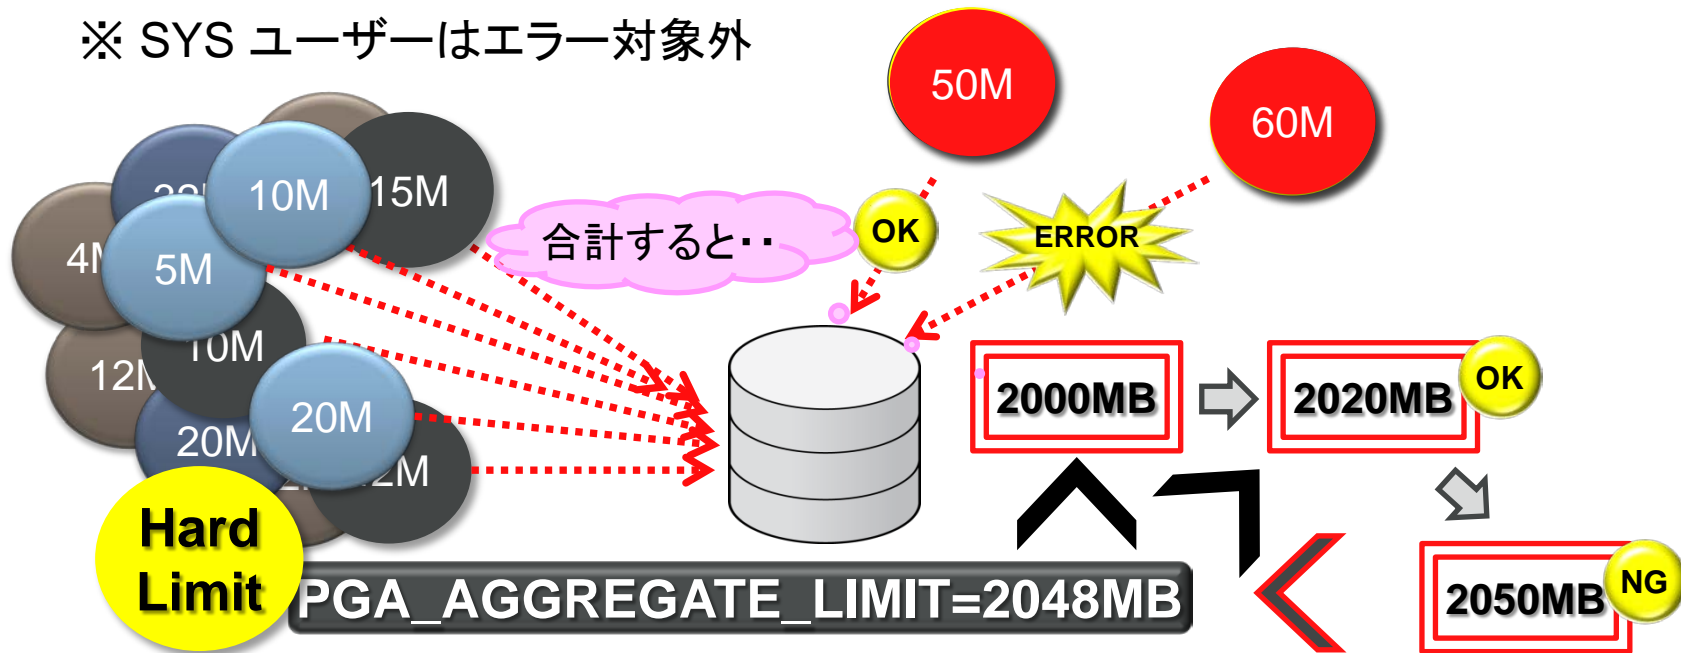 ※ SYS ユーザーはエラー対象外
50M
60M
10M
15M
合計すると・・
OK
ERROR
5M
10M
12M
20M
20M
2000MB
2020MB
OK
Hard
Limit
PGA_AGGREGATE_LIMIT=2048MB
2050MB
NG